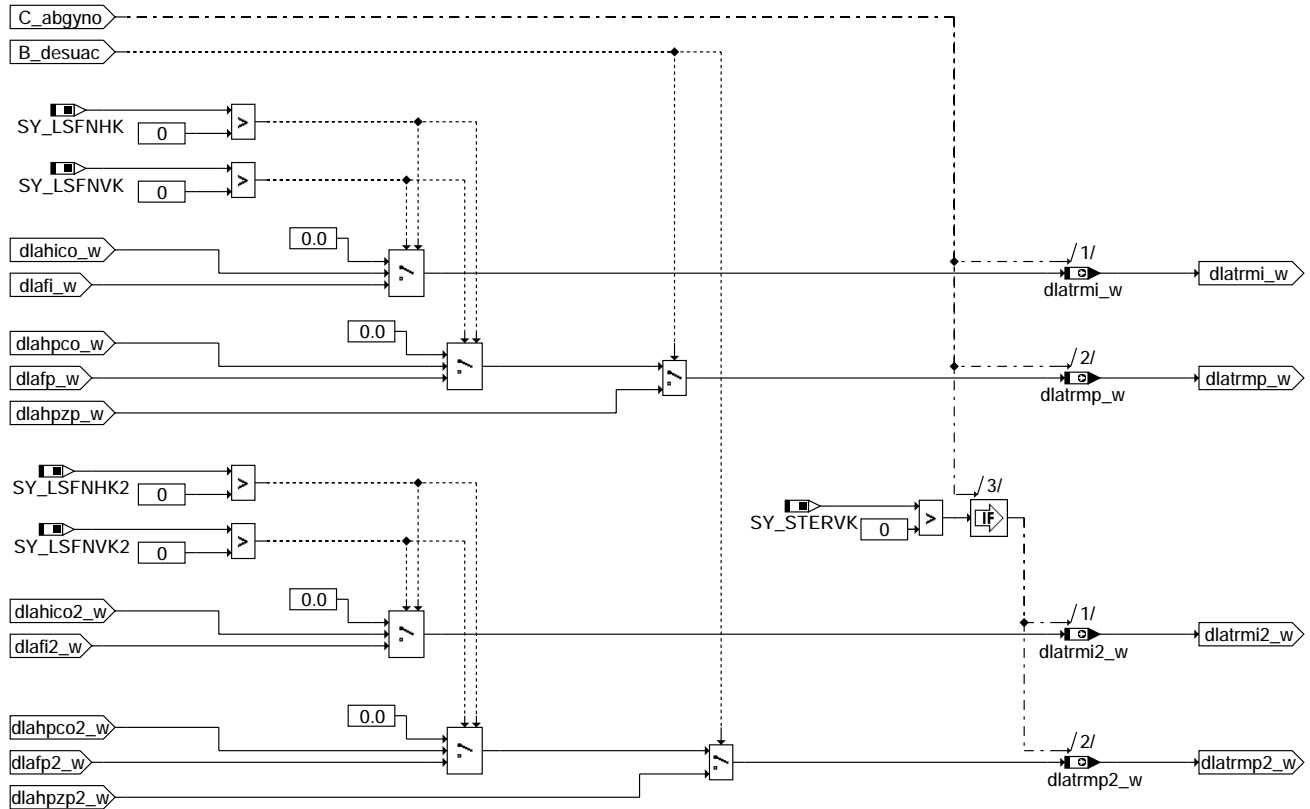 C_abgyno
B_desuac
SY_LSFNHK
0
>
SY_LSFNVK
0
>
dlahico_w
0.0
/1/
dlafi_w
dlatrmi_w
dlatrmi_w
dlahpco_w
0.0
/2/
dlafp_w
dlatrmp_w
dlatrmp_w
dlahpzp_w
SY_LSFNHK2
0
>
/3/
SY_STERVK
0
>
IF
SY_LSFNVK2
0
>
dlahico2_w
0.0
/1/
dlafi2_w
dlatrmi2_w
dlatrmi2_w
dlahpco2_w
0.0
/2/
dlafp2_w
dlatrmp2_w
dlatrmp2_w
dlahpzp2_w